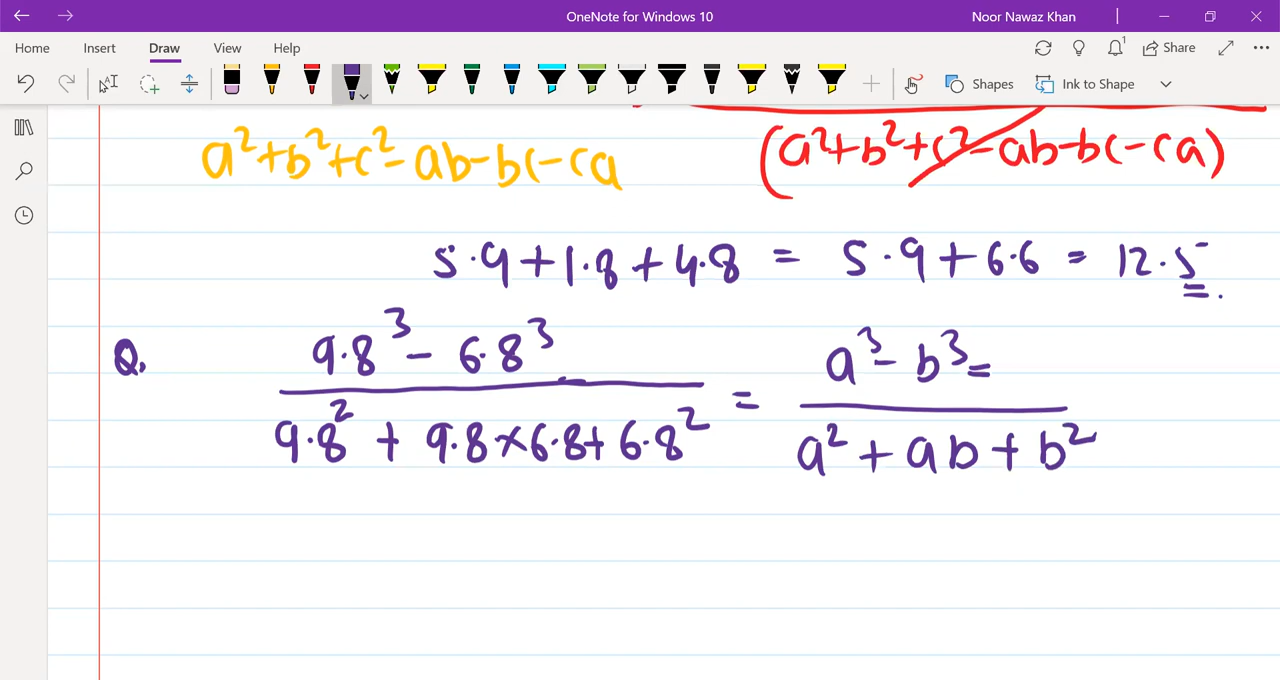 OneNote for Windows 10
Noor Nawaz Khan
Home Insert Draw View Help
1
Share
Shapes
Ink to Shape
a²+b²+c²-ab-bc-ca
(a²+b²+c²-ab-bc-ca)
5.9+1.8+4.8 = 5.9+6.6 = 12.5.
Q. 9.8³ - 6.8³ / 9.8² + 9.8×6.8+6.8² = a³-b³ / a²+ab+b²